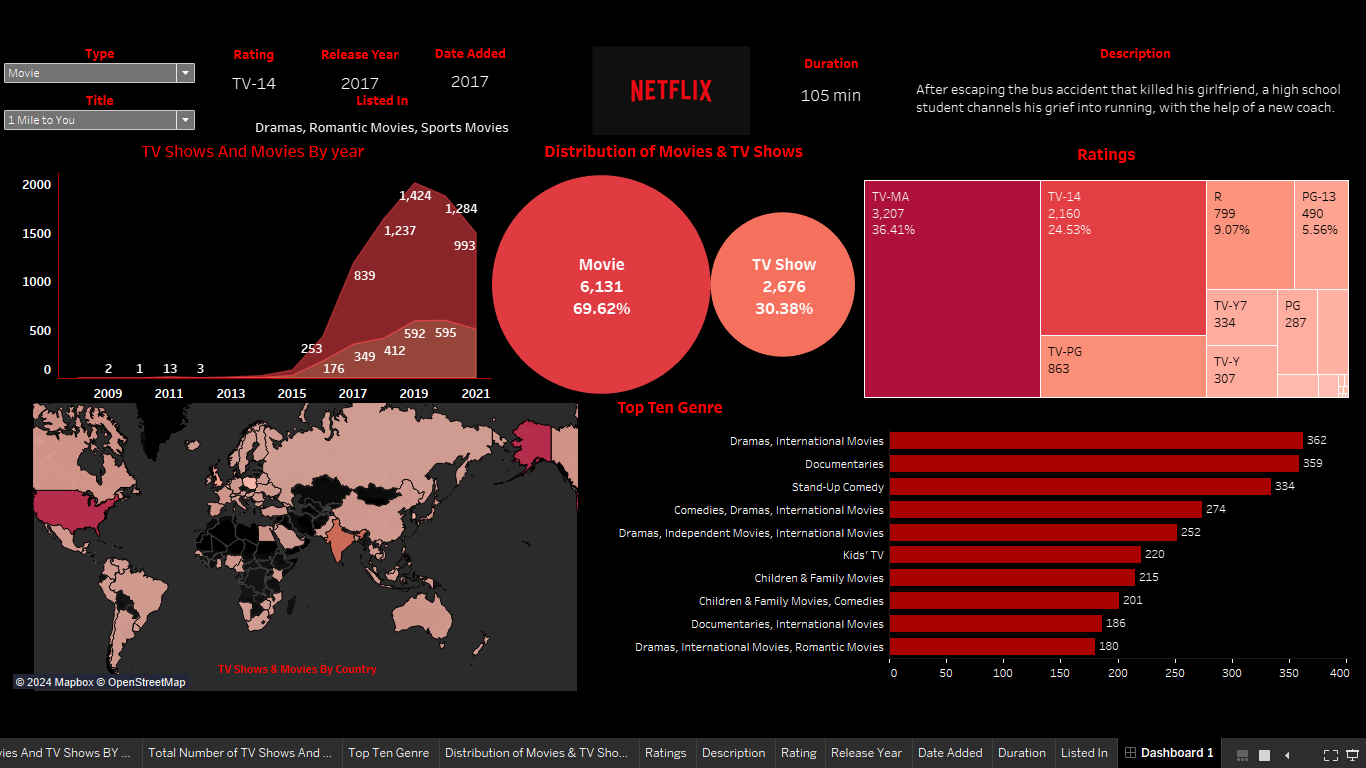 Type
Movie
Title
1 Mile to You
Rating
TV-14
Release Year
2017
Date Added
2017
Listed In
Dramas, Romantic Movies, Sports Movies
NETFLIX
Duration
105 min
Description
After escaping the bus accident that killed his girlfriend, a high school
student channels his grief into running, with the help of a new coach.
TV Shows And Movies By year
2000
1500
1000
500
0
2
1
13
3
253
839
1,237
1,424
1,284
993
176
349
412
592
595
2009
2011
2013
2015
2017
2019
2021
Distribution of Movies & TV Shows
Movie
6,131
69.62%
TV Show
2,676
30.38%
Ratings
TV-MA
3,207
36.41%
TV-14
2,160
24.53%
TV-PG
863
R
799
9.07%
PG-13
490
5.56%
TV-Y7
334
PG
287
TV-Y
307
TV Shows & Movies By Country
© 2024 Mapbox © OpenStreetMap
Top Ten Genre
Dramas, International Movies 362
Documentaries 359
Stand-Up Comedy 334
Comedies, Dramas, International Movies 274
Dramas, Independent Movies, International Movies 252
Kids' TV 220
Children & Family Movies 215
Children & Family Movies, Comedies 201
Documentaries, International Movies 186
Dramas, International Movies, Romantic Movies 180
0 50 100 150 200 250 300 350 400
vies And TV Shows BY ...
Total Number of TV Shows And ...
Top Ten Genre
Distribution of Movies & TV Sho...
Ratings
Description
Rating
Release Year
Date Added
Duration
Listed In
Dashboard 1